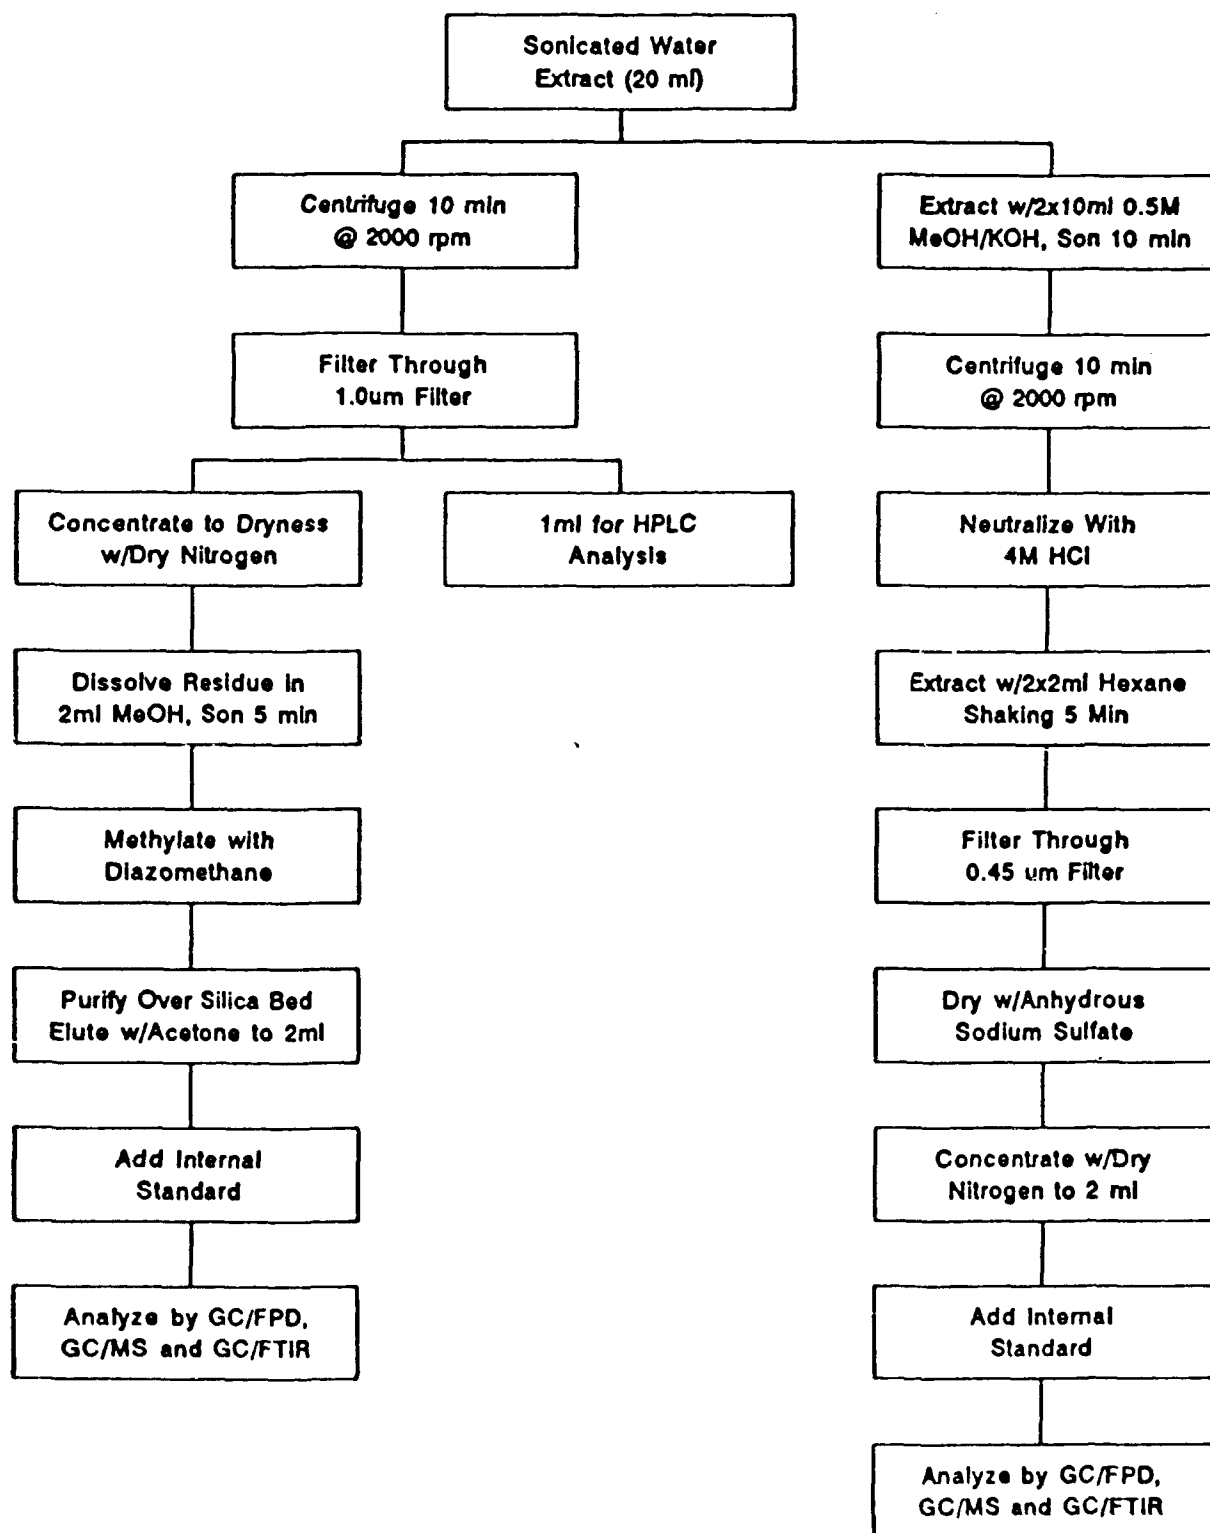 Sonicated Water
Extract (20 ml)
Centrifuge 10 min
@ 2000 rpm
Filter Through
1.0um Filter
Concentrate to Dryness
w/Dry Nitrogen
1ml for HPLC
Analysis
Dissolve Residue in
2ml MeOH, Son 5 min
Methylate with
Diazomethane
Purify Over Silica Bed
Elute w/Acetone to 2ml
Add Internal
Standard
Analyze by GC/FPD,
GC/MS and GC/FTIR
Extract w/2x10ml 0.5M
MeOH/KOH, Son 10 min
Centrifuge 10 min
@ 2000 rpm
Neutralize With
4M HCl
Extract w/2x2ml Hexane
Shaking 5 Min
Filter Through
0.45 um Filter
Dry w/Anhydrous
Sodium Sulfate
Concentrate w/Dry
Nitrogen to 2 ml
Add Internal
Standard
Analyze by GC/FPD,
GC/MS and GC/FTIR